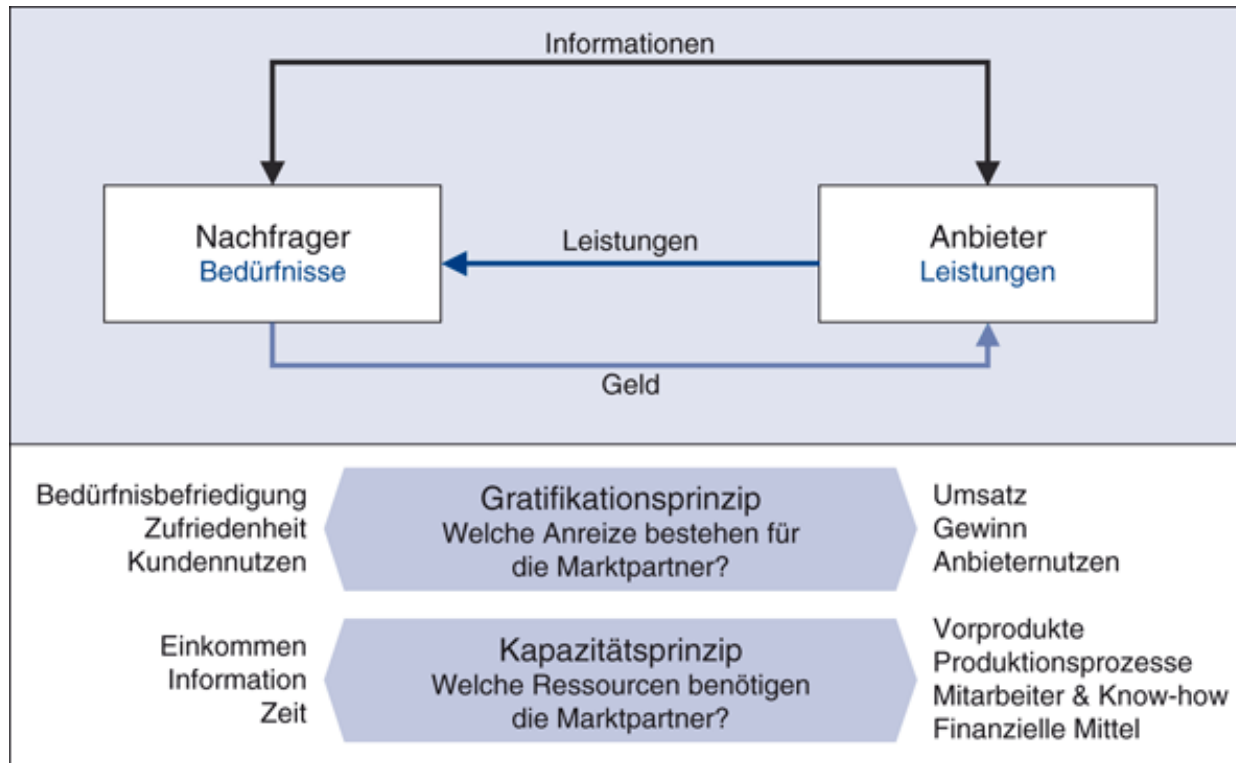 Informationen
Nachfrager
Bedürfnisse
Leistungen
Anbieter
Leistungen
Geld
Bedürfnisbefriedigung
Zufriedenheit
Kundennutzen
Gratifikationsprinzip
Welche Anreize bestehen für
die Marktpartner?
Umsatz
Gewinn
Anbieternutzen
Einkommen
Information
Zeit
Kapazitätsprinzip
Welche Ressourcen benötigen
die Marktpartner?
Vorprodukte
Produktionsprozesse
Mitarbeiter & Know-how
Finanzielle Mittel